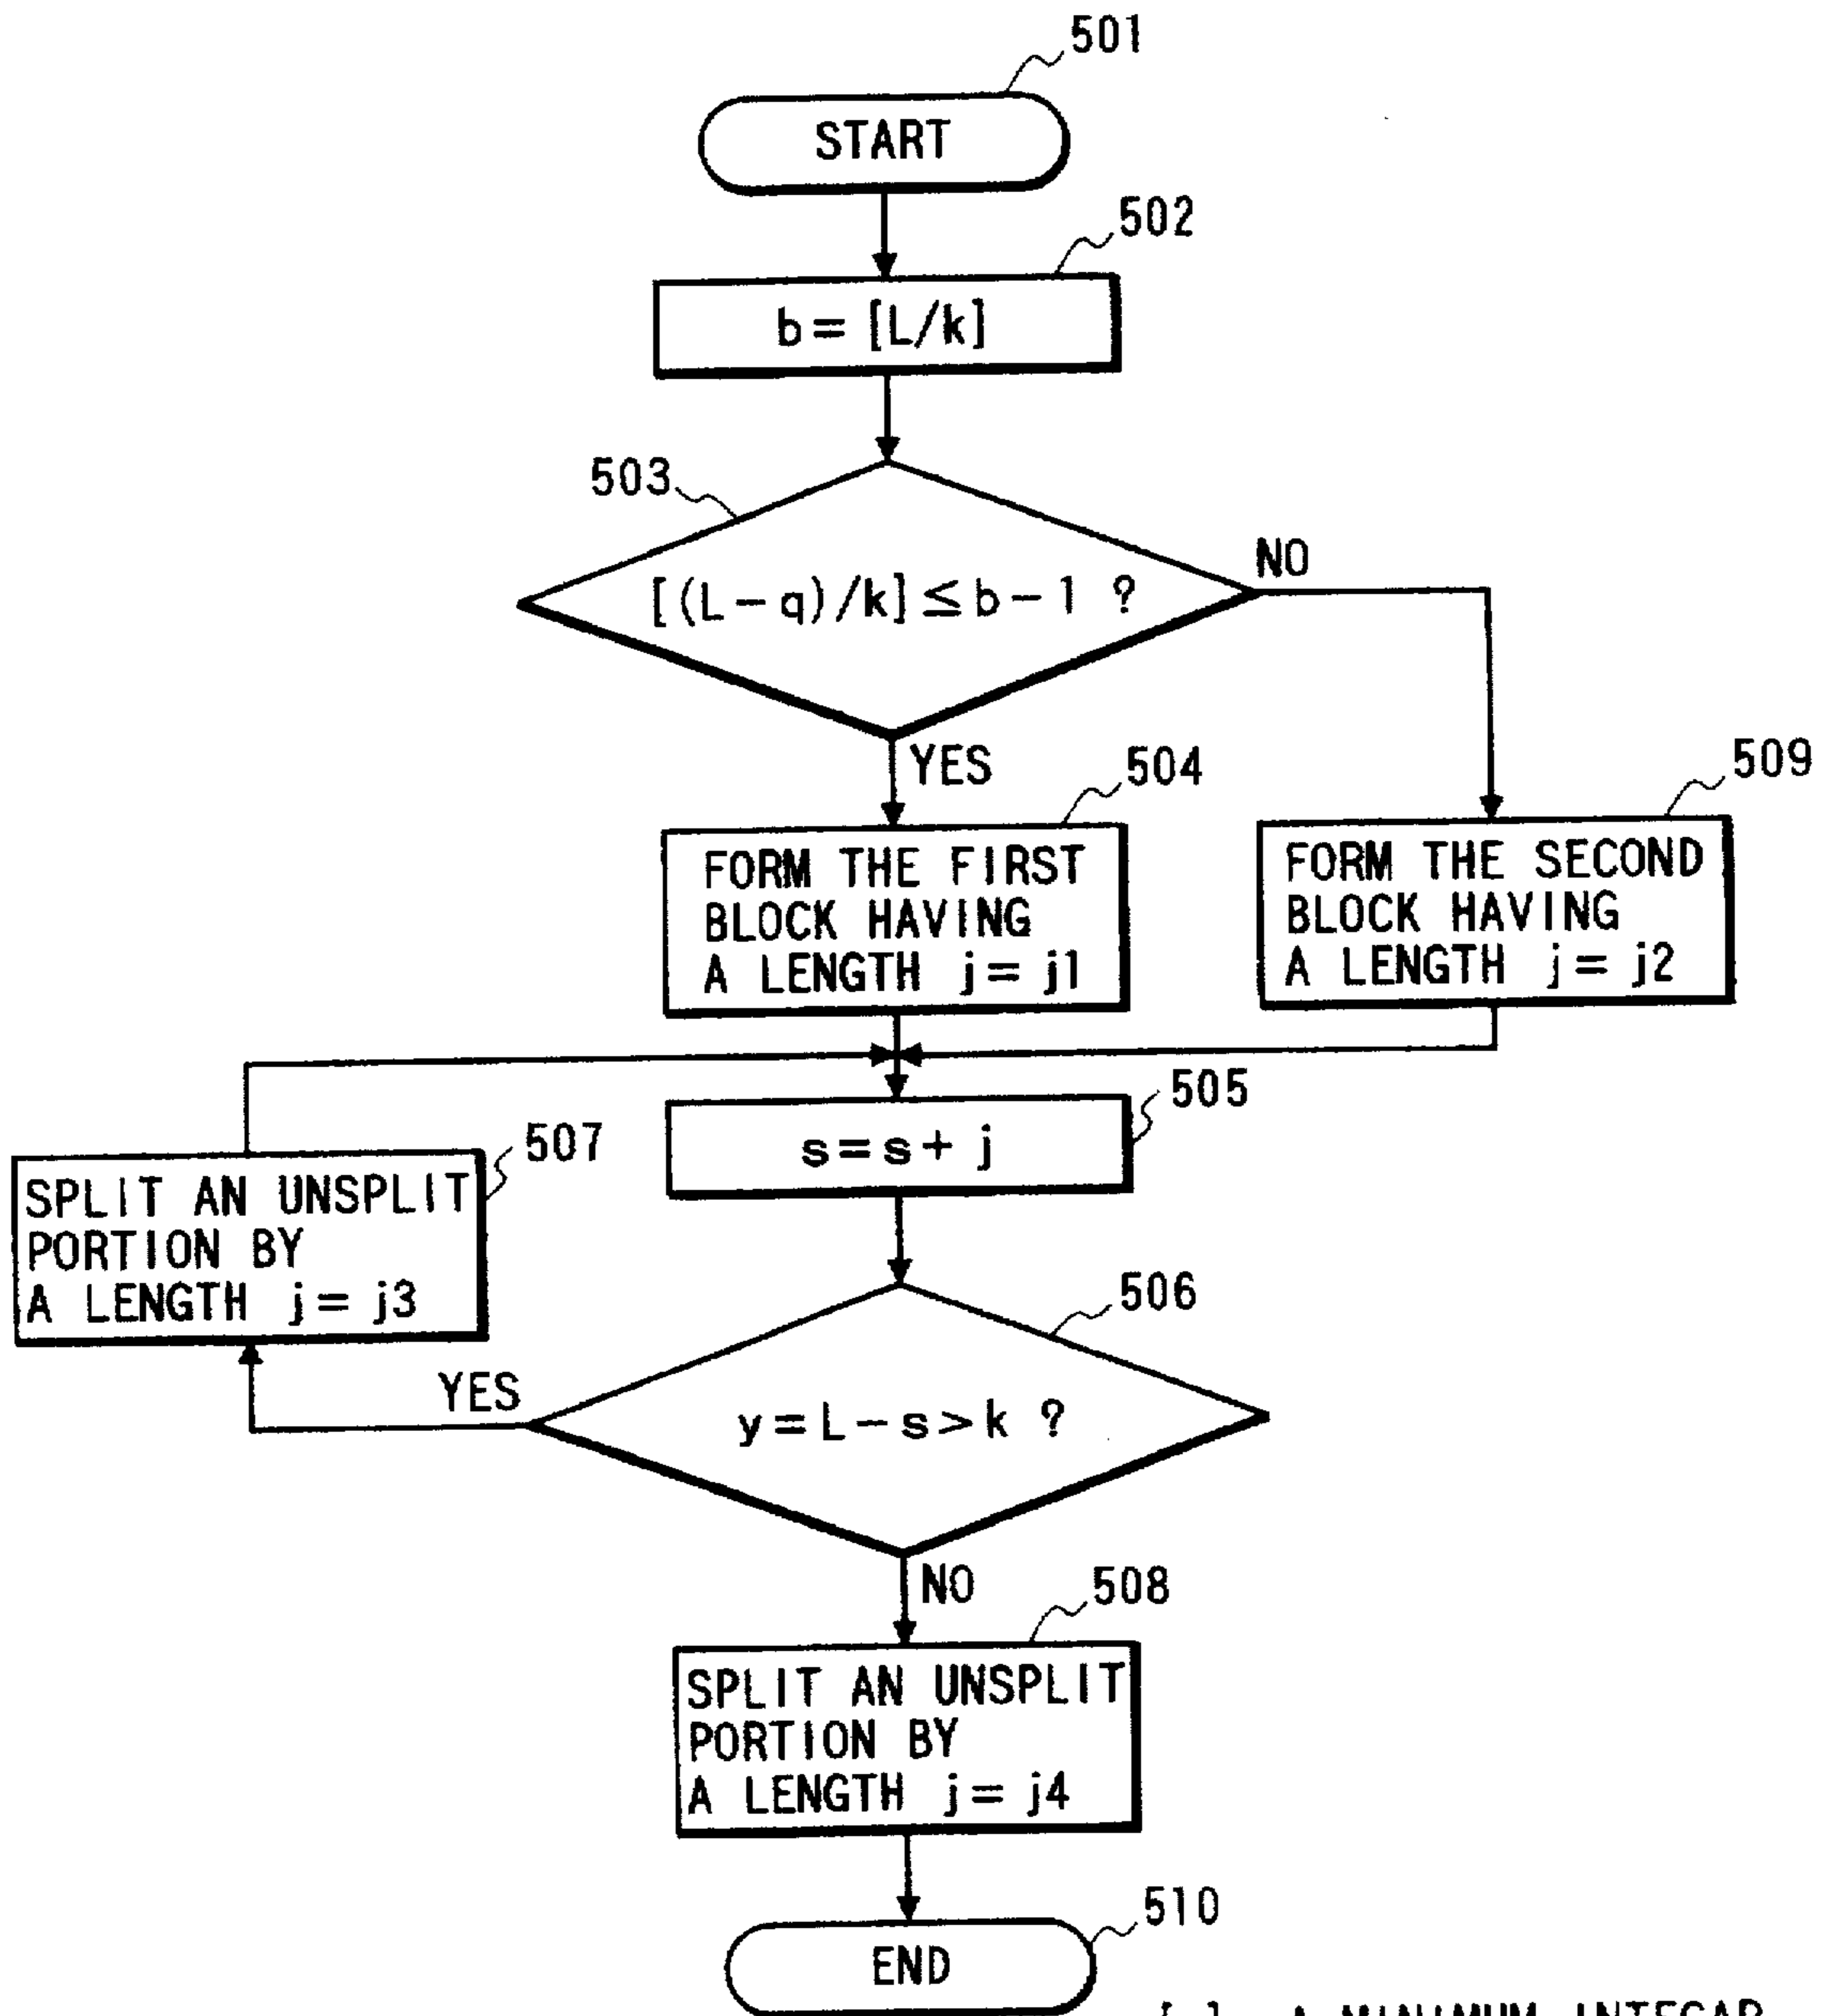 501
START
502
b = [L/k]
503
[(L-q)/k] ≤ b-1 ?
NO
YES
504
FORM THE FIRST
BLOCK HAVING
A LENGTH j = j1
509
FORM THE SECOND
BLOCK HAVING
A LENGTH j = j2
505
s = s + j
507
SPLIT AN UNSPLIT
PORTION BY
A LENGTH j = j3
506
YES
y = L-s > k ?
NO
508
SPLIT AN UNSPLIT
PORTION BY
A LENGTH j = j4
510
END
[ ] A MINIMUM INTEGAR